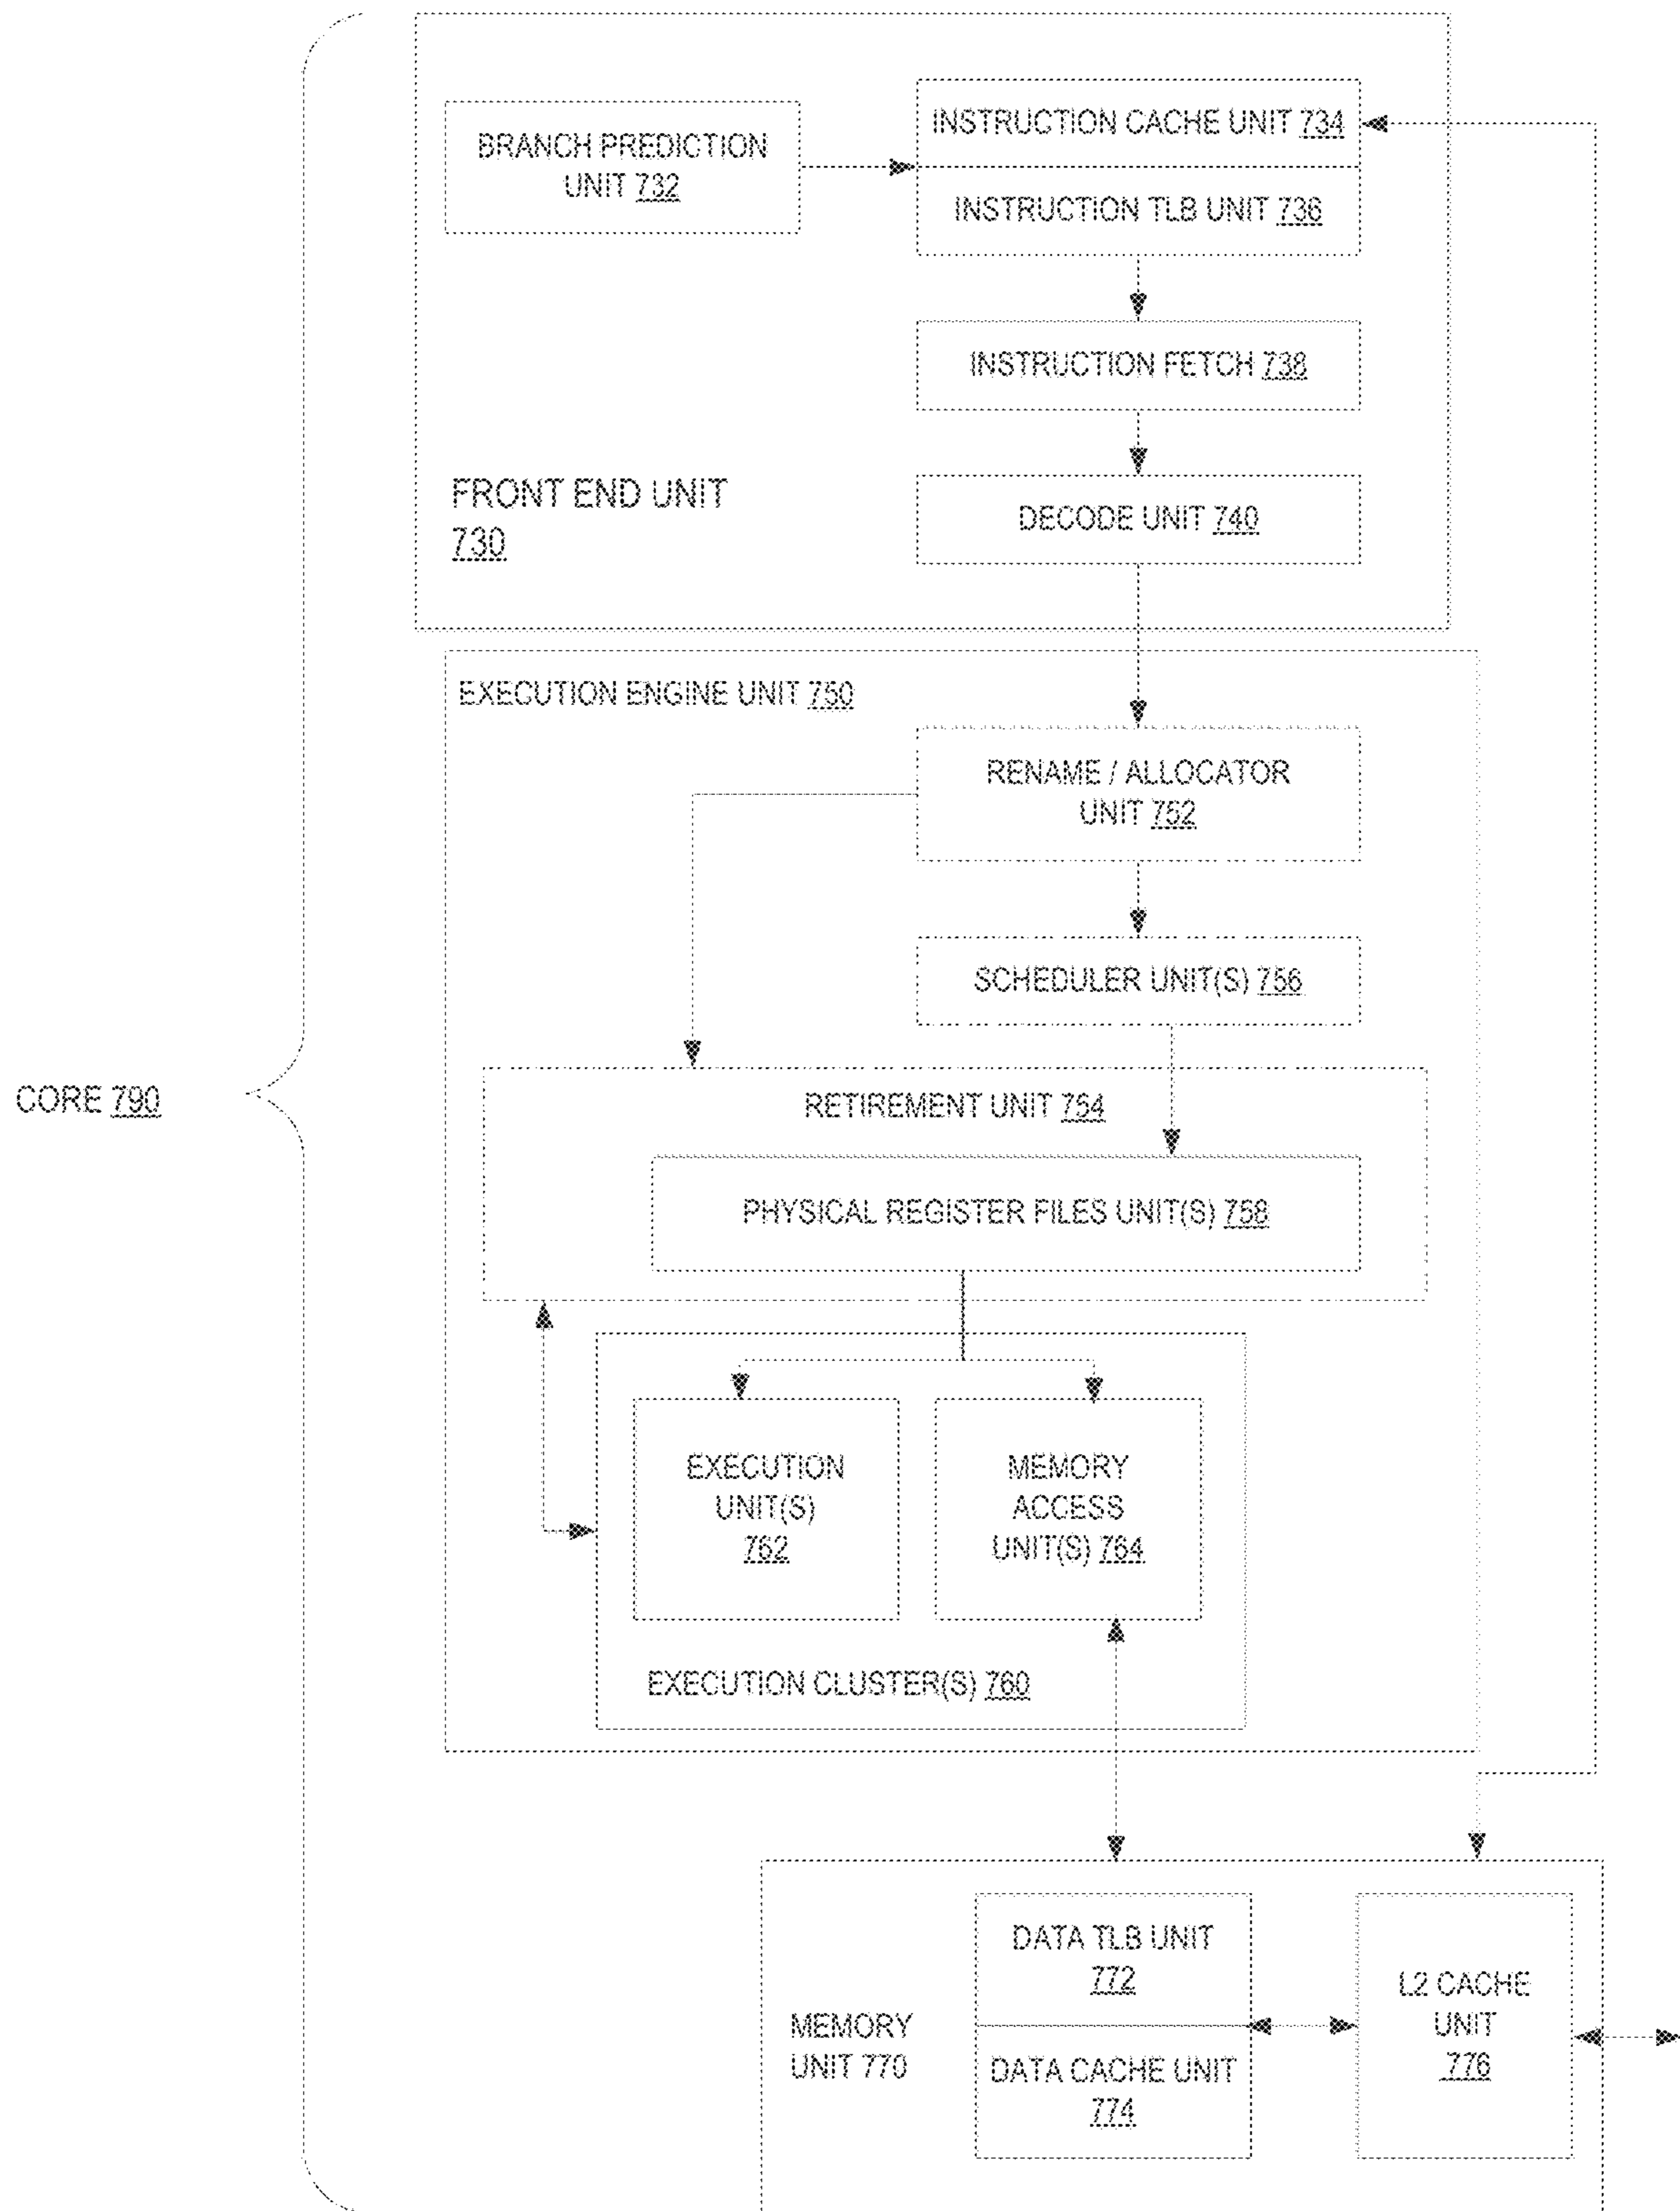 BRANCH PREDICTION
UNIT 732
INSTRUCTION CACHE UNIT 734
INSTRUCTION TLB UNIT 736
INSTRUCTION FETCH 738
FRONT END UNIT
730
DECODE UNIT 740
EXECUTION ENGINE UNIT 750
RENAME / ALLOCATOR
UNIT 752
SCHEDULER UNIT(S) 756
CORE 790
RETIREMENT UNIT 754
PHYSICAL REGISTER FILES UNIT(S) 758
EXECUTION
UNIT(S)
762
MEMORY
ACCESS
UNIT(S) 764
EXECUTION CLUSTER(S) 760
MEMORY
UNIT 770
DATA TLB UNIT
772
DATA CACHE UNIT
774
L2 CACHE
UNIT
776